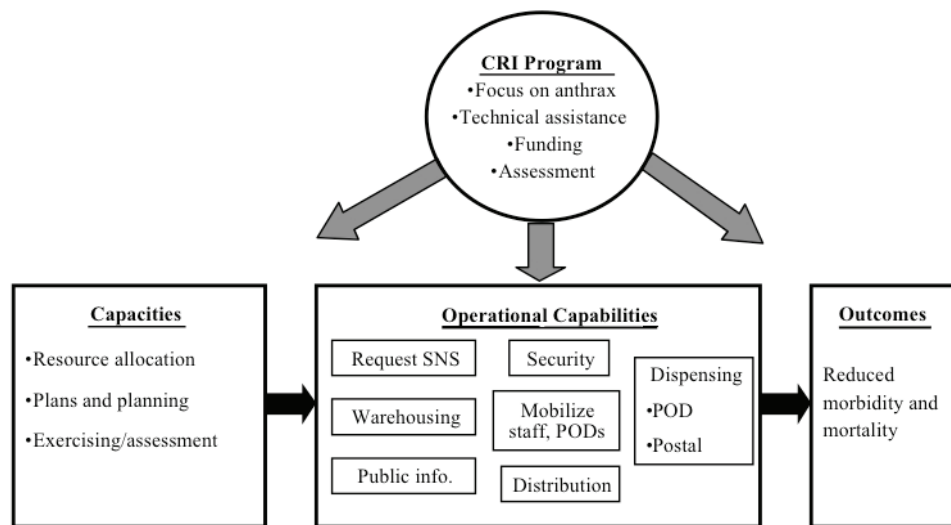 CRI Program
•Focus on anthrax
•Technical assistance
•Funding
•Assessment
Capacities
•Resource allocation
•Plans and planning
•Exercising/assessment
Operational Capabilities
Request SNS
Warehousing
Public info.
Security
Mobilize
staff, PODs
Distribution
Dispensing
•POD
•Postal
Outcomes
Reduced
morbidity and
mortality